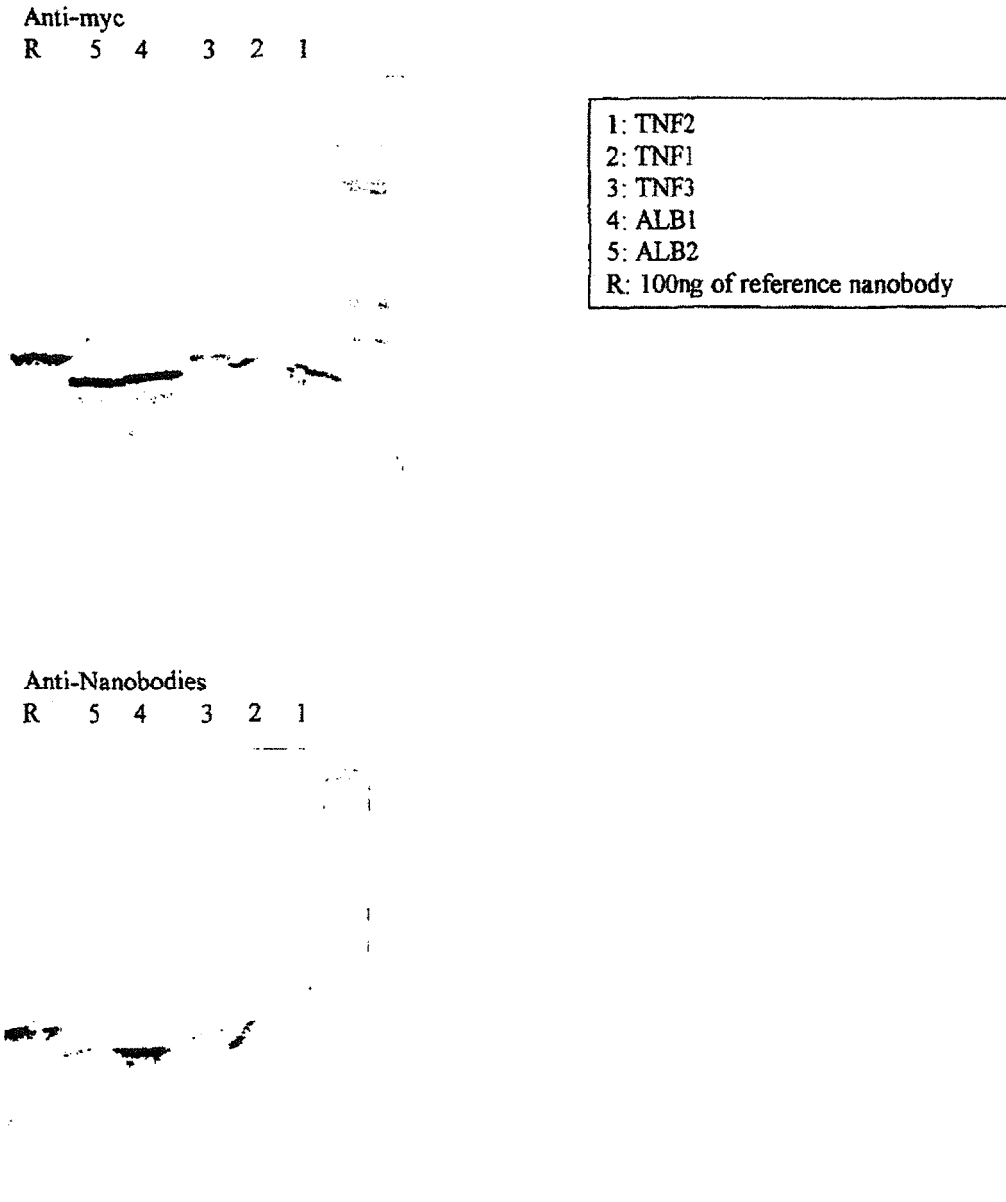 Anti-myc
R 5 4 3 2 1
1: TNF2
2: TNF1
3: TNF3
4: ALB1
5: ALB2
R: 100ng of reference nanobody
Anti-Nanobodies
R 5 4 3 2 1